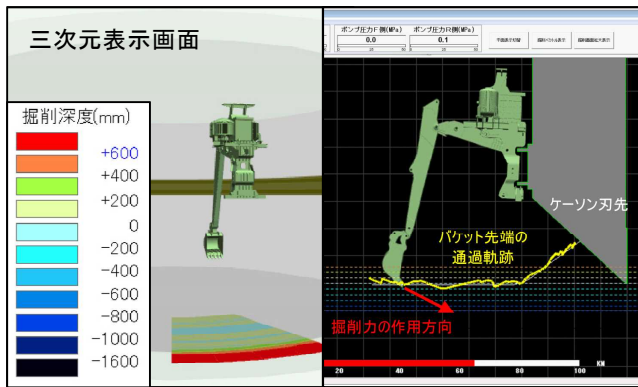 三次元表示画面
掘削深度(mm)
+600
+400
+200
0
-200
-400
-600
-800
-1000
-1600
ポンプ圧力F側(MPa)
0.0
ポンプ圧力R側(MPa)
0.1
ケーソン刃先
バケット先端の
通過軌跡
掘削力の作用方向
20
40
60
80
100
KN